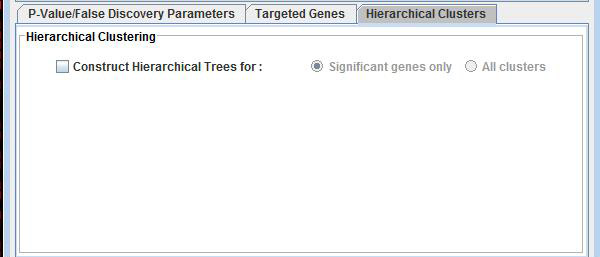 P-Value/False Discovery Parameters Targeted Genes Hierarchical Clusters
Hierarchical Clustering
Construct Hierarchical Trees for : Significant genes only All clusters